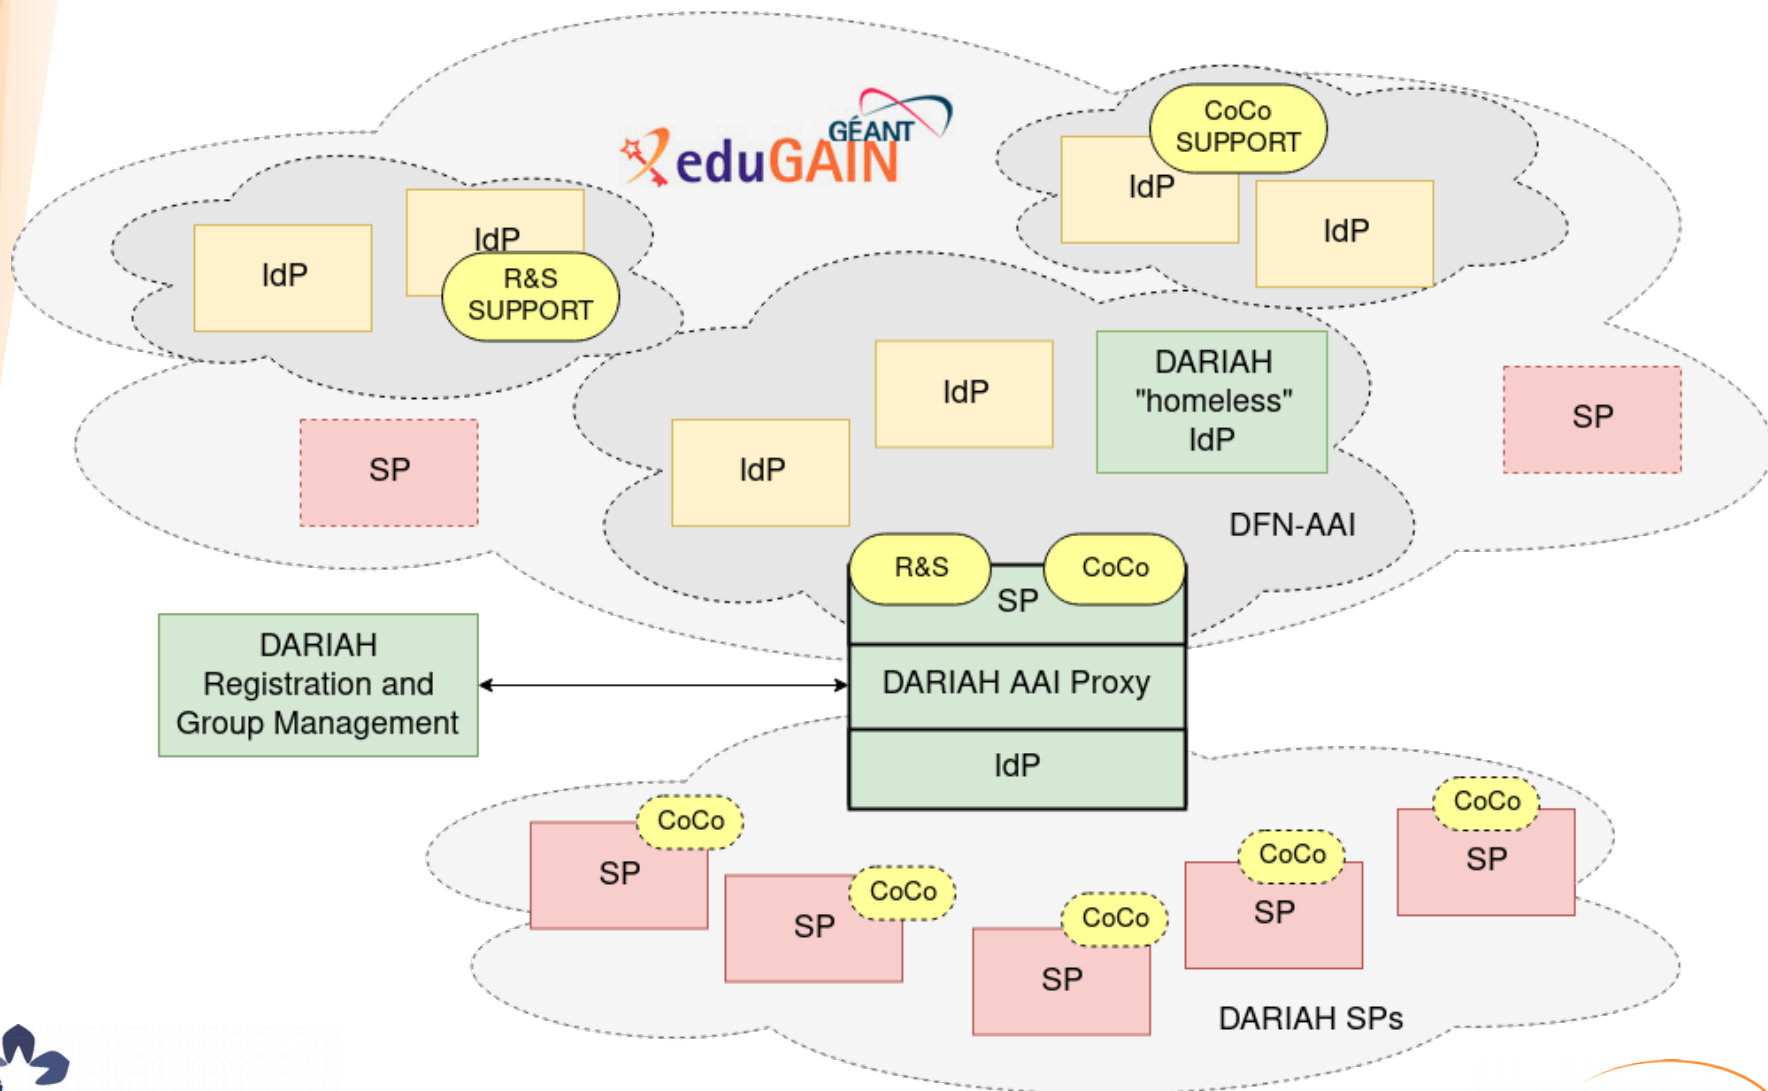 GÉANT
eduGAIN
CoCo
SUPPORT
IdP
IdP
IdP
IdP
R&S
SUPPORT
IdP
IdP
DARIAH
"homeless"
IdP
SP
SP
DFN-AAI
R&S
CoCo
SP
DARIAH AAI Proxy
IdP
DARIAH
Registration and
Group Management
CoCo
SP
CoCo
SP
CoCo
SP
CoCo
SP
CoCo
SP
DARIAH SPs